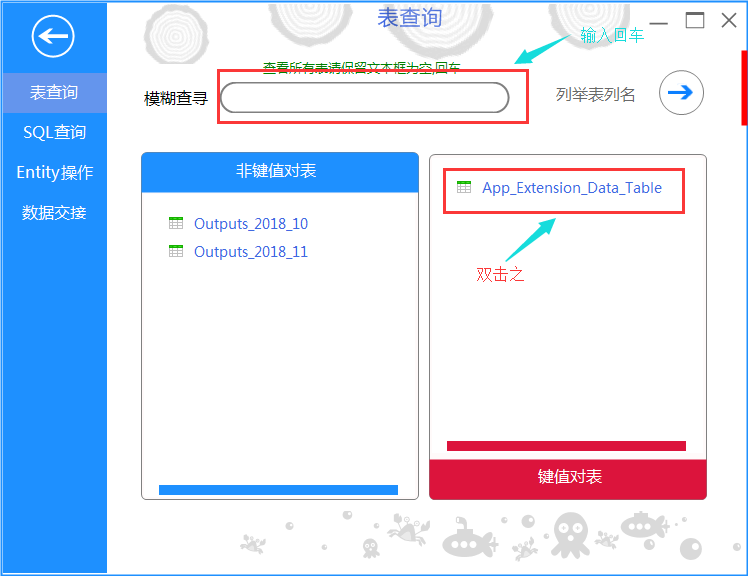 表查询
输入回车
查看所有表请保留文本框为空,回车
模糊查寻
列举表列名
表查询
SQL查询
Entity操作
数据交接
非键值对表
Outputs_2018_10
Outputs_2018_11
App_Extension_Data_Table
双击之
键值对表